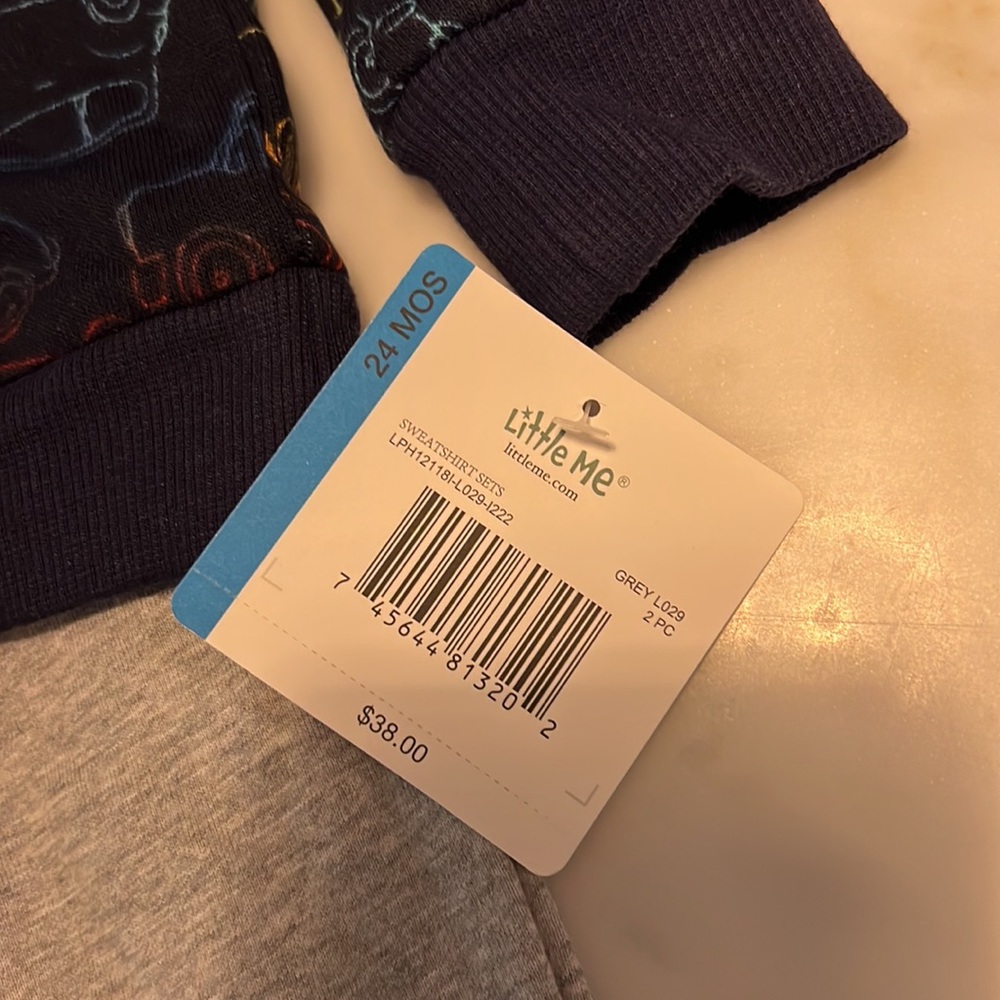 24 MOS
Little Me®
littleme.com
SWEATSHIRT SETS
LPH12118I-L029-I222
GREY L029
2 PC
7 45644 81320 2
$38.00